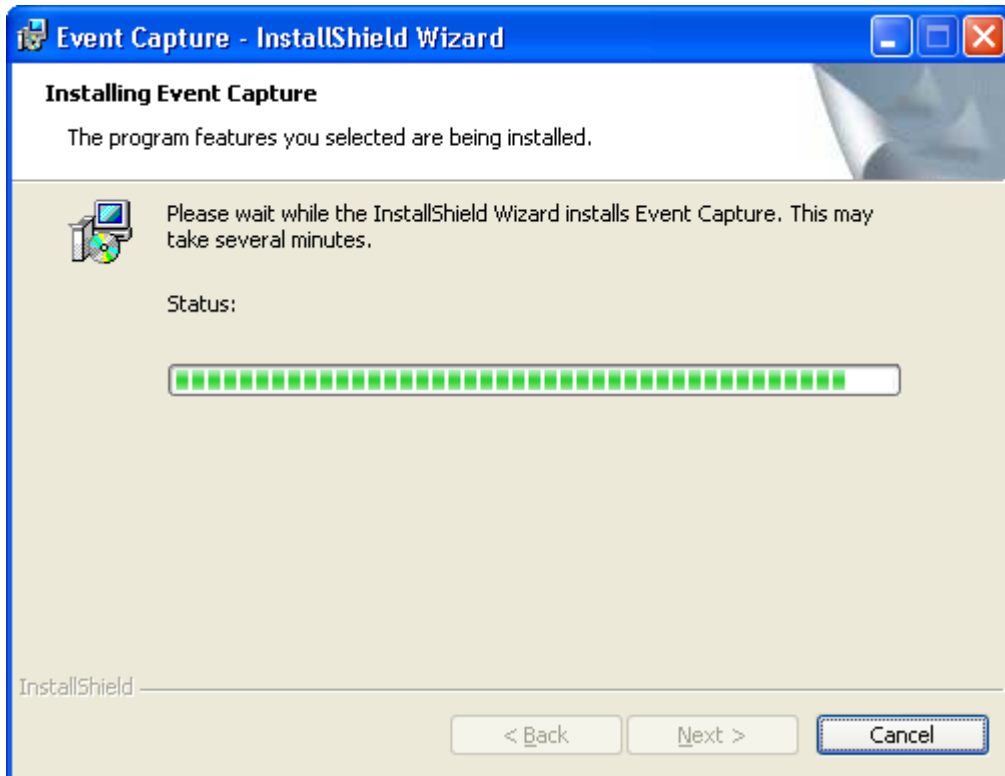 Event Capture - InstallShield Wizard
Installing Event Capture
The program features you selected are being installed.
Please wait while the InstallShield Wizard installs Event Capture. This may
take several minutes.
Status:
InstallShield
< Back
Next >
Cancel